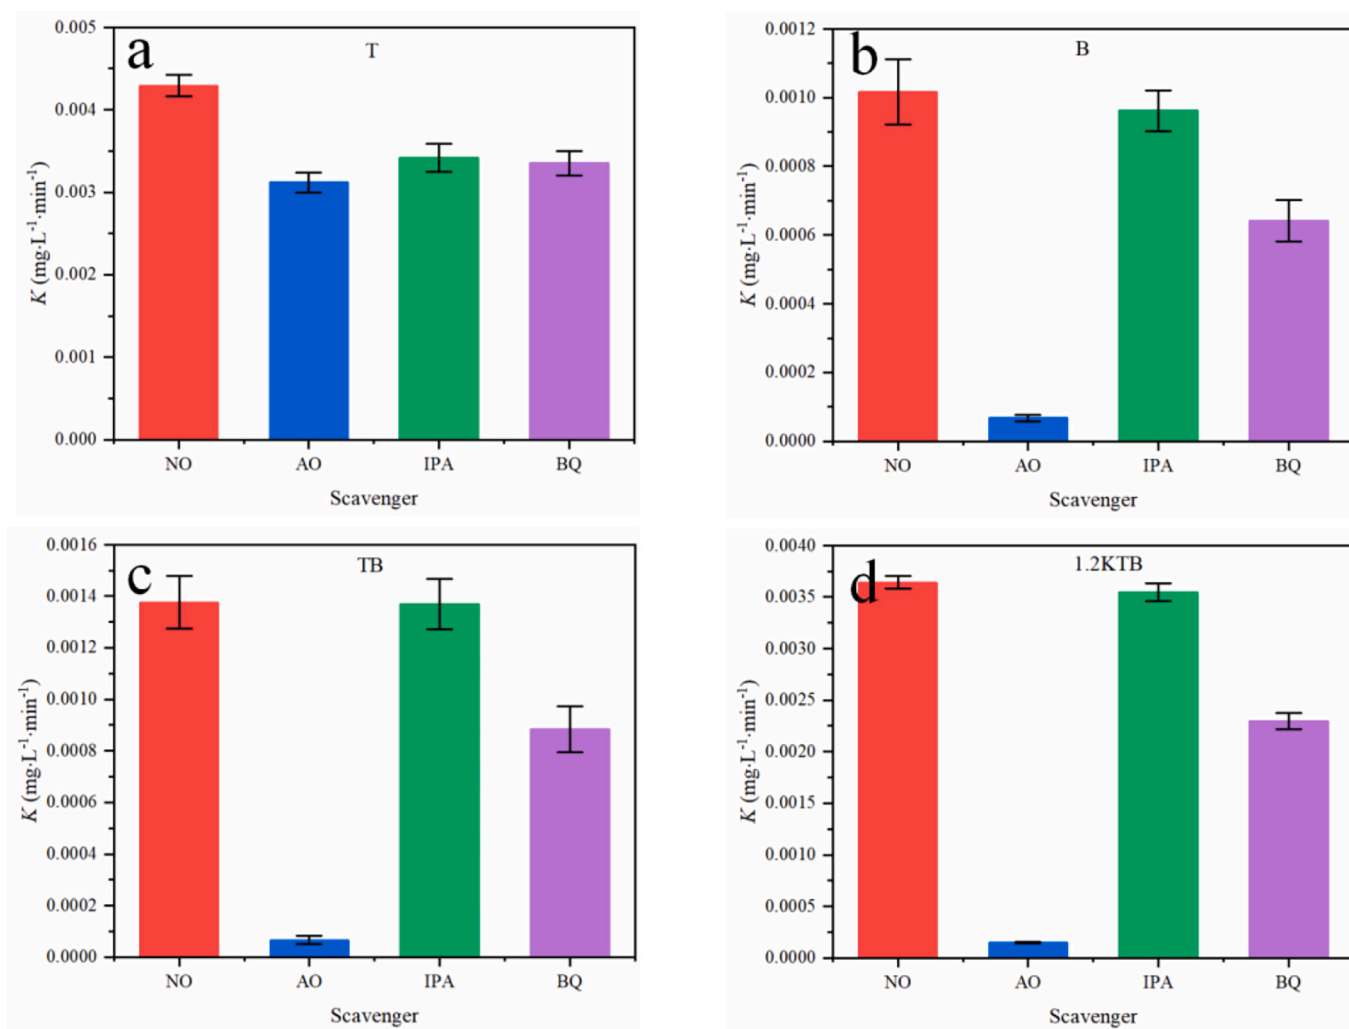 a
T
0.005
0.004
0.003
0.002
0.001
0.000
K (mg·L⁻¹·min⁻¹)
NO AO IPA BQ
Scavenger
b
B
0.0012
0.0010
0.0008
0.0006
0.0004
0.0002
0.0000
K (mg·L⁻¹·min⁻¹)
NO AO IPA BQ
Scavenger
c
TB
0.0016
0.0014
0.0012
0.0010
0.0008
0.0006
0.0004
0.0002
0.0000
K (mg·L⁻¹·min⁻¹)
NO AO IPA BQ
Scavenger
d
1.2KTB
0.0040
0.0035
0.0030
0.0025
0.0020
0.0015
0.0010
0.0005
0.0000
K (mg·L⁻¹·min⁻¹)
NO AO IPA BQ
Scavenger